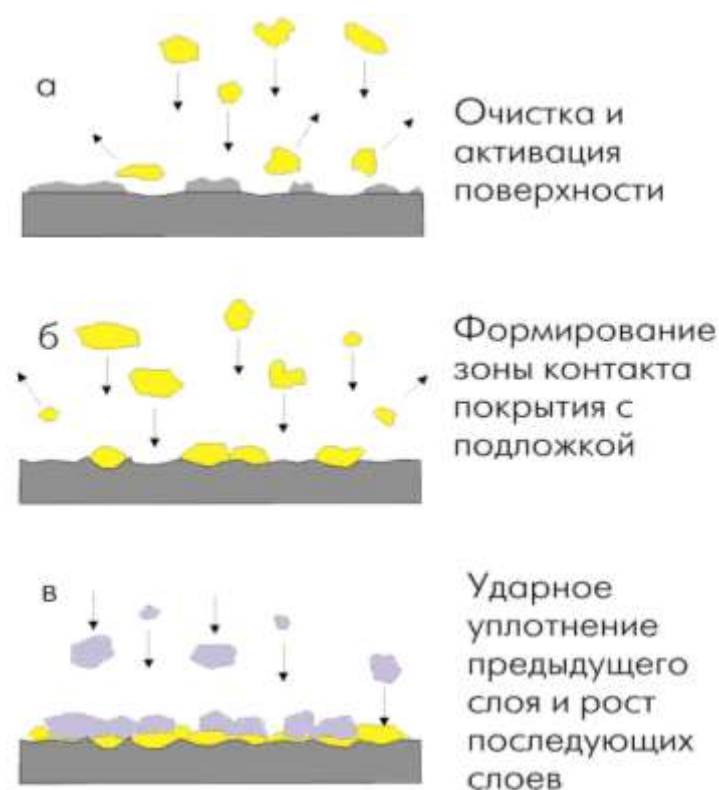 а
Очистка и
активация
поверхности
б
Формирование
зоны контакта
покрытия с
подложкой
в
Ударное
уплотнение
предыдущего
слоя и рост
последующих
слоев